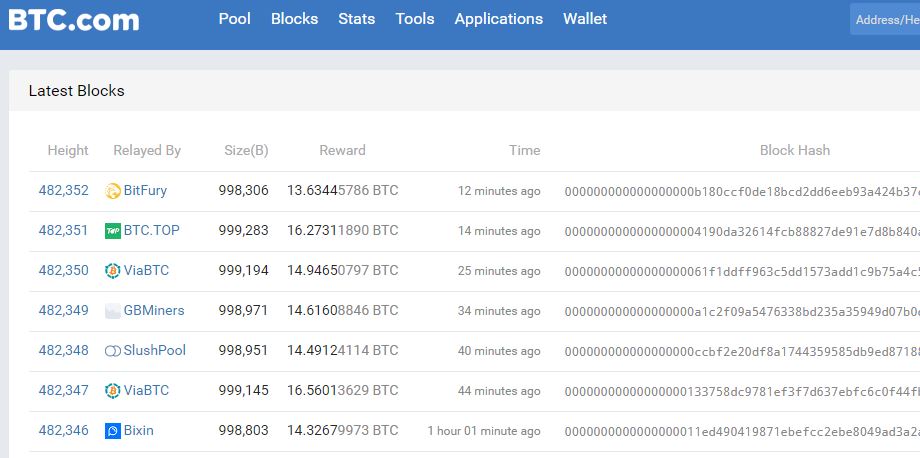 BTC.com Pool Blocks Stats Tools Applications Wallet Address/He
Latest Blocks
Height Relayed By Size(B) Reward Time Block Hash
482,352 BitFury 998,306 13.63445786 BTC 12 minutes ago 000000000000000000b180ccf0de18bcd2dd6eeb93a424b37
482,351 TOP BTC.TOP 999,283 16.27311890 BTC 14 minutes ago 0000000000000000004190da32614fcb88827de91e7d8b840a
482,350 ViaBTC 999,194 14.94650797 BTC 25 minutes ago 00000000000000000061f1ddff963c5dd1573add1c9b75a4c
482,349 GBMiners 998,971 14.61608846 BTC 34 minutes ago 000000000000000000a1c2f09a5476338bd235a35949d07b0
482,348 SlushPool 998,951 14.49124114 BTC 40 minutes ago 000000000000000000ccbf2e20df8a1744359585db9ed8718
482,347 ViaBTC 999,145 16.56013629 BTC 44 minutes ago 000000000000000000133758dc9781ef3f7d637ebfc6c0f44f
482,346 Bixin 998,803 14.32679973 BTC 1 hour 01 minute ago 00000000000000000011ed490419871ebefcc2ebe8049ad3a2